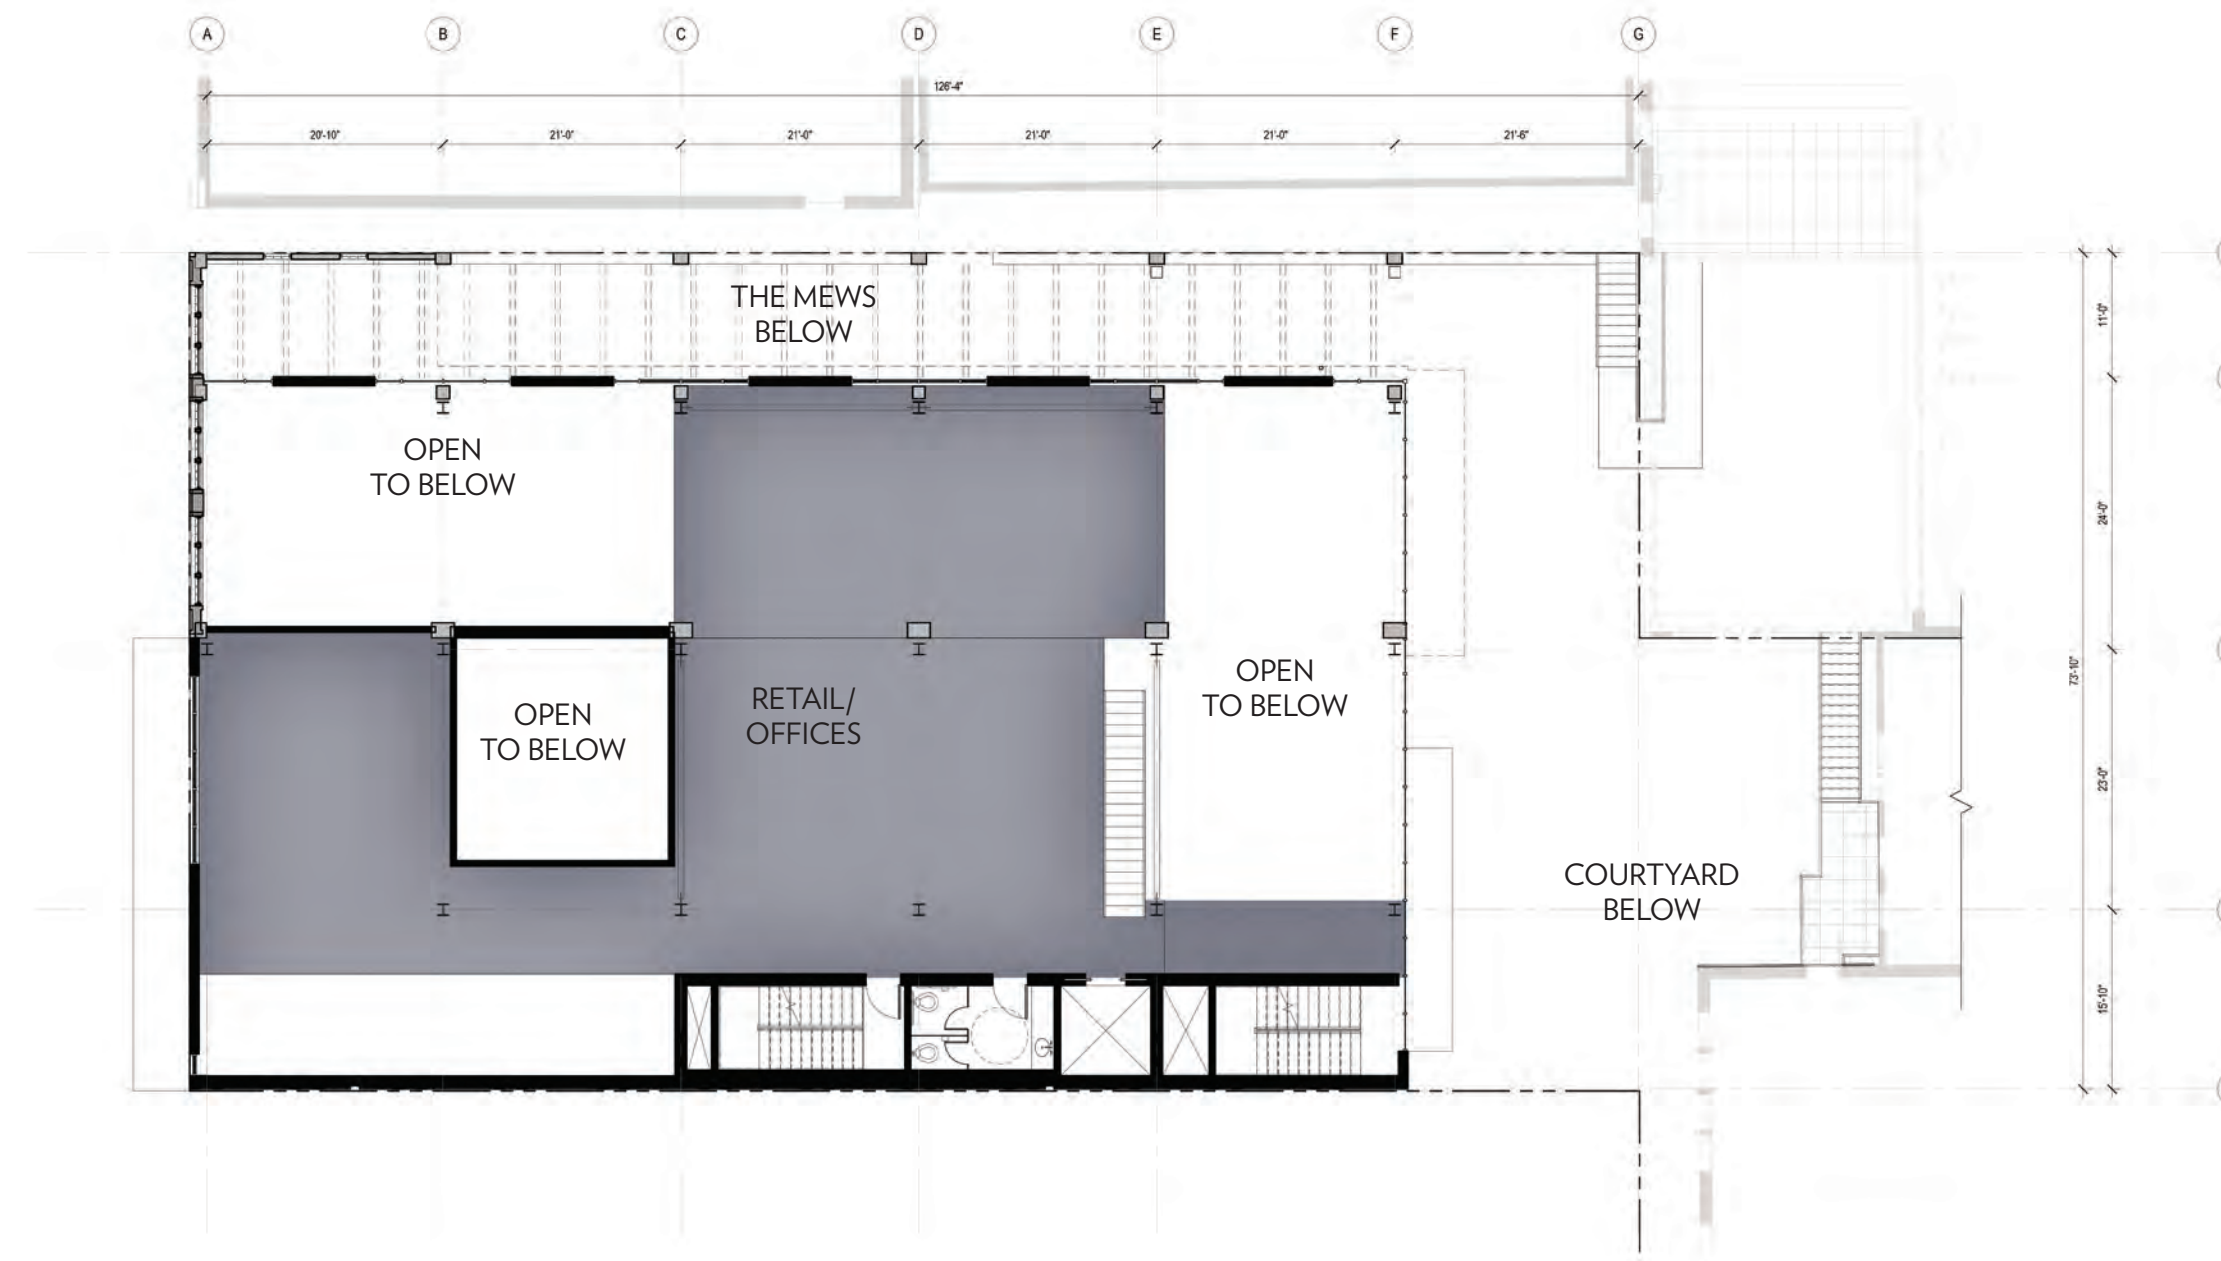 A
B
C
D
E
F
G
126'-4"
20'-10"
21'-0"
21'-0"
21'-0"
21'-0"
21'-6"
THE MEWS
BELOW
11'-0"
OPEN
TO BELOW
24'-0"
OPEN
TO BELOW
RETAIL/
OFFICES
OPEN
TO BELOW
73'-10"
23'-0"
COURTYARD
BELOW
15'-10"